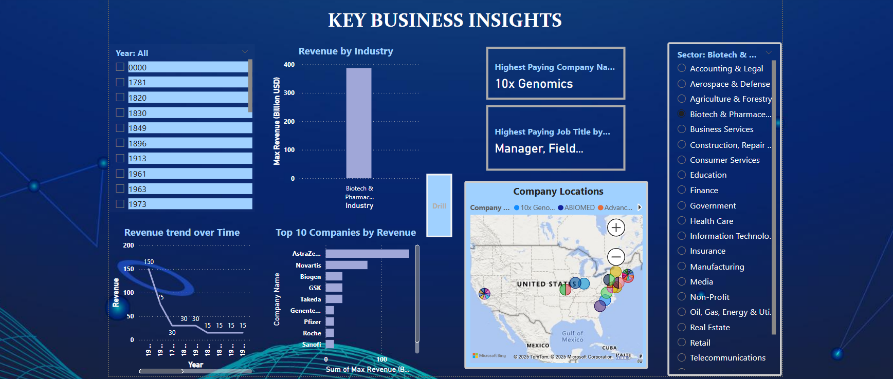 KEY BUSINESS INSIGHTS
Year: All
0000
1781
1820
1830
1849
1896
1913
1961
1963
1973
Revenue by Industry
Max Revenue (Billion USD)
400
300
200
100
0
Biotech &
Pharmac...
Industry
Highest Paying Company Na...
10x Genomics
Highest Paying Job Title by...
Manager, Field...
Drill
Sector: Biotech & ...
Accounting & Legal
Aerospace & Defense
Agriculture & Forestry
Biotech & Pharmace...
Business Services
Construction, Repair ...
Consumer Services
Education
Finance
Government
Health Care
Information Technolo...
Insurance
Manufacturing
Media
Non-Profit
Oil, Gas, Energy & Uti...
Real Estate
Retail
Telecommunications
Revenue trend over Time
Revenue
200
150
100
50
0
150
75
30
30
15
15
15
15
Year
Top 10 Companies by Revenue
Company Name
AstraZe...
Novartis
Biogen
GSK
Takeda
Genente...
Pfizer
Roche
Sanofi
0
100
Sum of Max Revenue (B...
Company Locations
Company ...
10x Geno...
ABIOMED
Advanc...
UNITED STATES
Gulf of
Mexico
MEXICO
CUBA
Microsoft Bing
© 2025 TomTom, © 2025 Microsoft Corporation